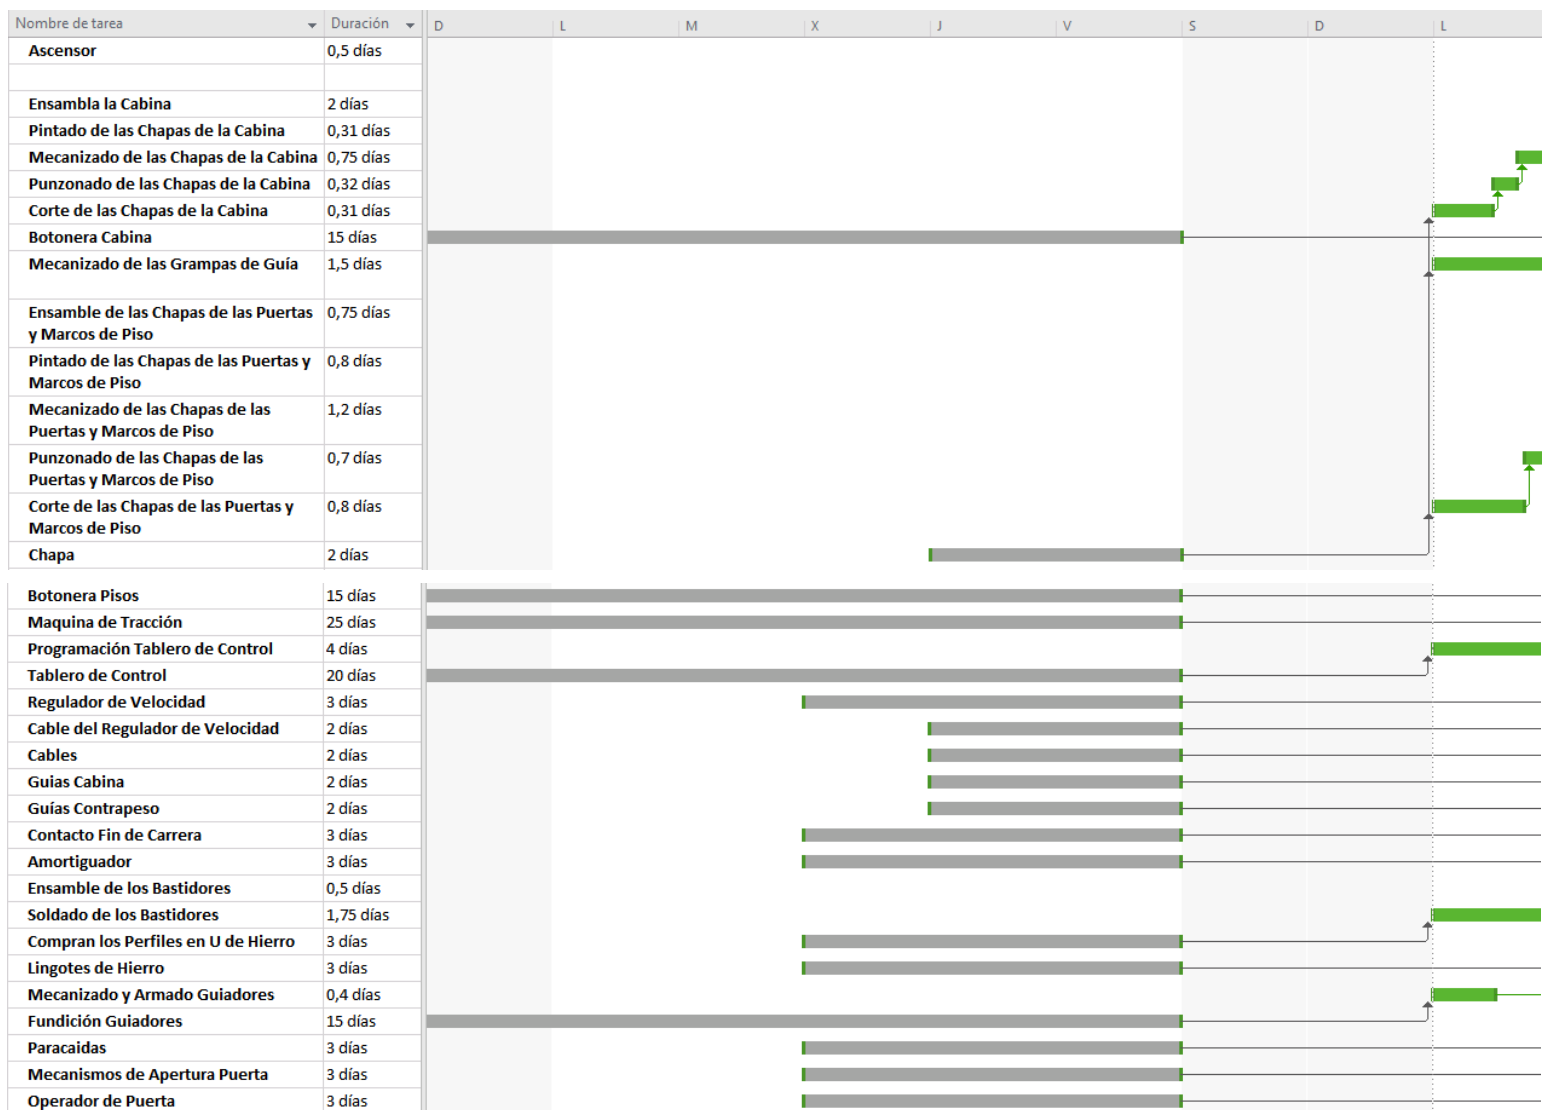 Nombre de tarea Duración D L M X J V S D L
Ascensor 0,5 días
Ensambla la Cabina 2 días
Pintado de las Chapas de la Cabina 0,31 días
Mecanizado de las Chapas de la Cabina 0,75 días
Punzonado de las Chapas de la Cabina 0,32 días
Corte de las Chapas de la Cabina 0,31 días
Botonera Cabina 15 días
Mecanizado de las Grampas de Guía 1,5 días
Ensamble de las Chapas de las Puertas 0,75 días
y Marcos de Piso
Pintado de las Chapas de las Puertas y 0,8 días
Marcos de Piso
Mecanizado de las Chapas de las 1,2 días
Puertas y Marcos de Piso
Punzonado de las Chapas de las 0,7 días
Puertas y Marcos de Piso
Corte de las Chapas de las Puertas y 0,8 días
Marcos de Piso
Chapa 2 días
Botonera Pisos 15 días
Maquina de Tracción 25 días
Programación Tablero de Control 4 días
Tablero de Control 20 días
Regulador de Velocidad 3 días
Cable del Regulador de Velocidad 2 días
Cables 2 días
Guias Cabina 2 días
Guías Contrapeso 2 días
Contacto Fin de Carrera 3 días
Amortiguador 3 días
Ensamble de los Bastidores 0,5 días
Soldado de los Bastidores 1,75 días
Compran los Perfiles en U de Hierro 3 días
Lingotes de Hierro 3 días
Mecanizado y Armado Guiadores 0,4 días
Fundición Guiadores 15 días
Paracaidas 3 días
Mecanismos de Apertura Puerta 3 días
Operador de Puerta 3 días